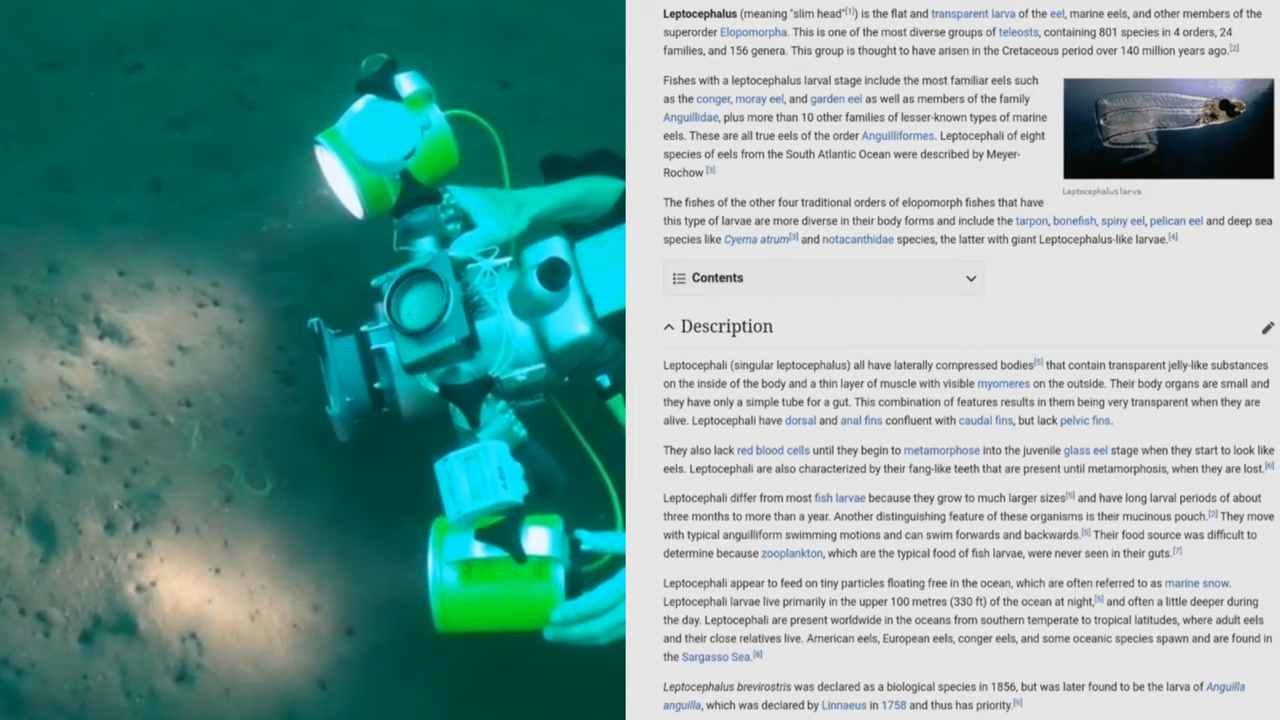 Leptocephalus (meaning "slim head"[1]) is the flat and transparent larva of the eel, marine eels, and other members of the
superorder Elopomorpha. This is one of the most diverse groups of teleosts, containing 801 species in 4 orders, 24
families, and 156 genera. This group is thought to have arisen in the Cretaceous period over 140 million years ago.[2]
Fishes with a leptocephalus larval stage include the most familiar eels such
as the conger, moray eel, and garden eel as well as members of the family
Anguillidae, plus more than 10 other families of lesser-known types of marine
eels. These are all true eels of the order Anguilliformes. Leptocephali of eight
species of eels from the South Atlantic Ocean were described by Meyer-
Rochow [3]
Leptocephalus larva
The fishes of the other four traditional orders of elopomorph fishes that have
this type of larvae are more diverse in their body forms and include the tarpon, bonefish, spiny eel, pelican eel and deep sea
species like Cyema atrum[3] and notacanthidae species, the latter with giant Leptocephalus-like larvae.[4]
Contents
Description
Leptocephali (singular leptocephalus) all have laterally compressed bodies[5] that contain transparent jelly-like substances
on the inside of the body and a thin layer of muscle with visible myomeres on the outside. Their body organs are small and
they have only a simple tube for a gut. This combination of features results in them being very transparent when they are
alive. Leptocephali have dorsal and anal fins confluent with caudal fins, but lack pelvic fins.
They also lack red blood cells until they begin to metamorphose into the juvenile glass eel stage when they start to look like
eels. Leptocephali are also characterized by their fang-like teeth that are present until metamorphosis, when they are lost.[6]
Leptocephali differ from most fish larvae because they grow to much larger sizes[5] and have long larval periods of about
three months to more than a year. Another distinguishing feature of these organisms is their mucinous pouch.[2] They move
with typical anguilliform swimming motions and can swim forwards and backwards.[5] Their food source was difficult to
determine because zooplankton, which are the typical food of fish larvae, were never seen in their guts.[7]
Leptocephali appear to feed on tiny particles floating free in the ocean, which are often referred to as marine snow.
Leptocephali larvae live primarily in the upper 100 metres (330 ft) of the ocean at night,[5] and often a little deeper during
the day. Leptocephali are present worldwide in the oceans from southern temperate to tropical latitudes, where adult eels
and their close relatives live. American eels, European eels, conger eels, and some oceanic species spawn and are found in
the Sargasso Sea.[8]
Leptocephalus brevirostris was declared as a biological species in 1856, but was later found to be the larva of Anguilla
anguilla, which was declared by Linnaeus in 1758 and thus has priority.[9]